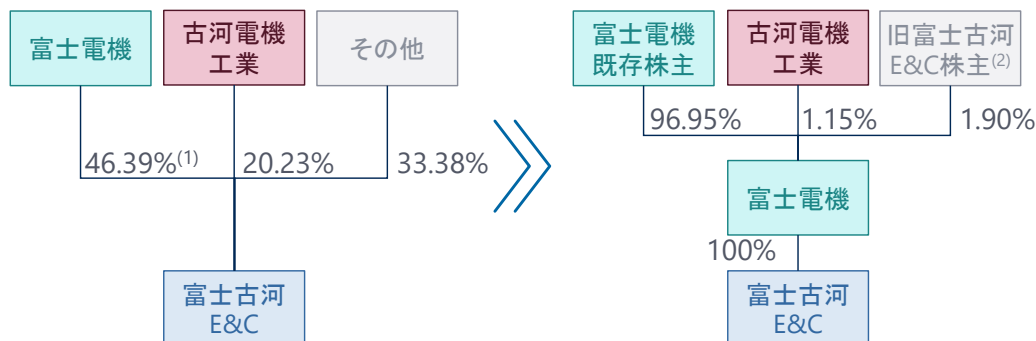 富士電機
古河電機
工業
その他
46.39%(1)
20.23%
33.38%
富士古河
E&C
富士電機
既存株主
古河電機
工業
旧富士古河
E&C株主(2)
96.95%
1.15%
1.90%
富士電機
100%
富士古河
E&C